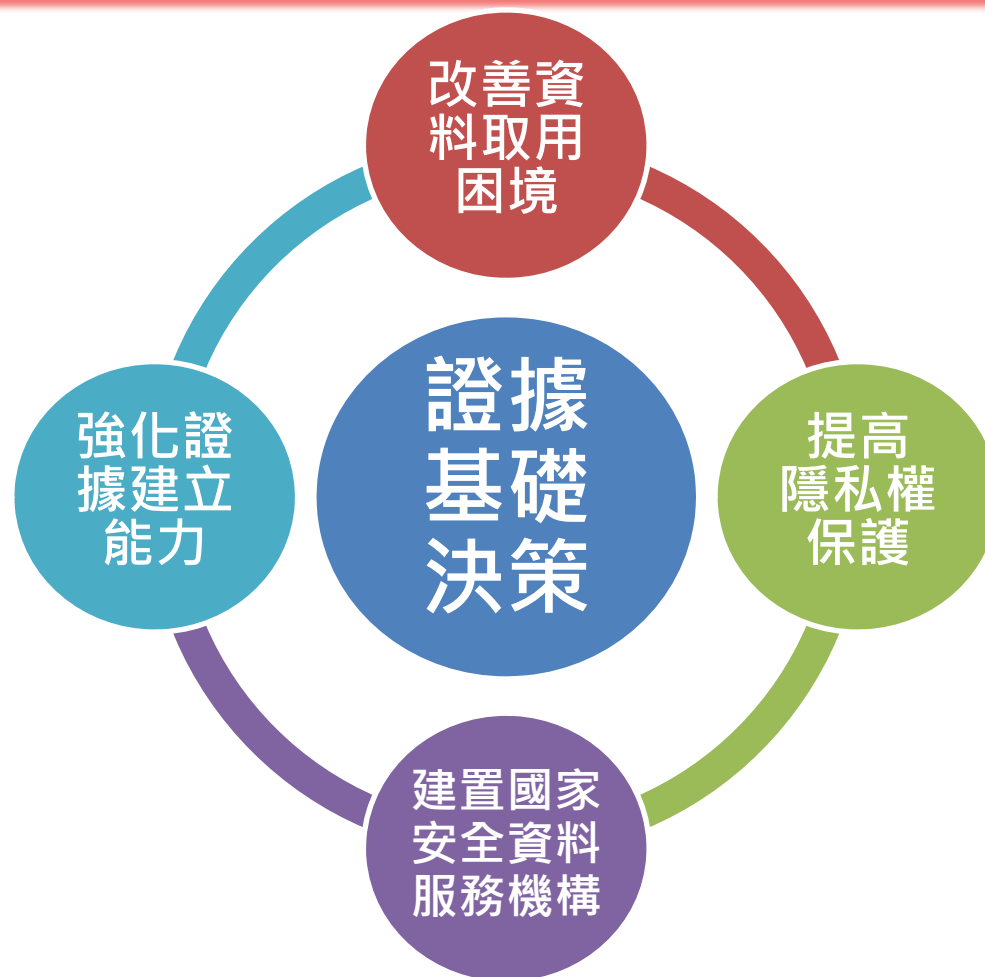 改善資
料取用
困境
強化證
據建立
能力
證據
基礎
決策
提高
隱私權
保護
建置國家
安全資料
服務機構